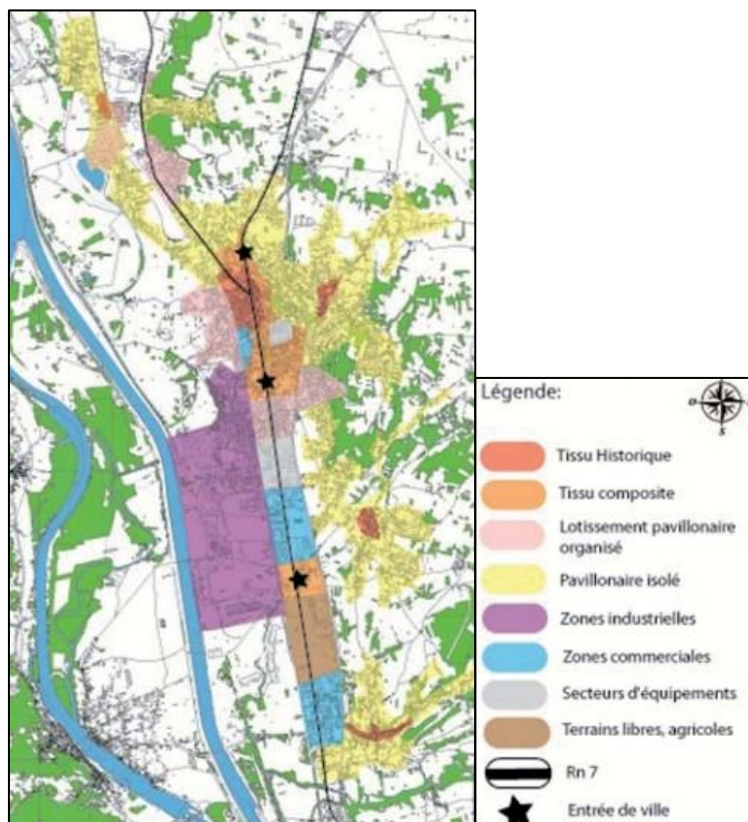 Légende:
O
S
Tissu Historique
Tissu composite
Lotissement pavillonaire
organisé
Pavillonaire isolé
Zones industrielles
Zones commerciales
Secteurs d'équipements
Terrains libres, agricoles
Rn 7
Entrée de ville